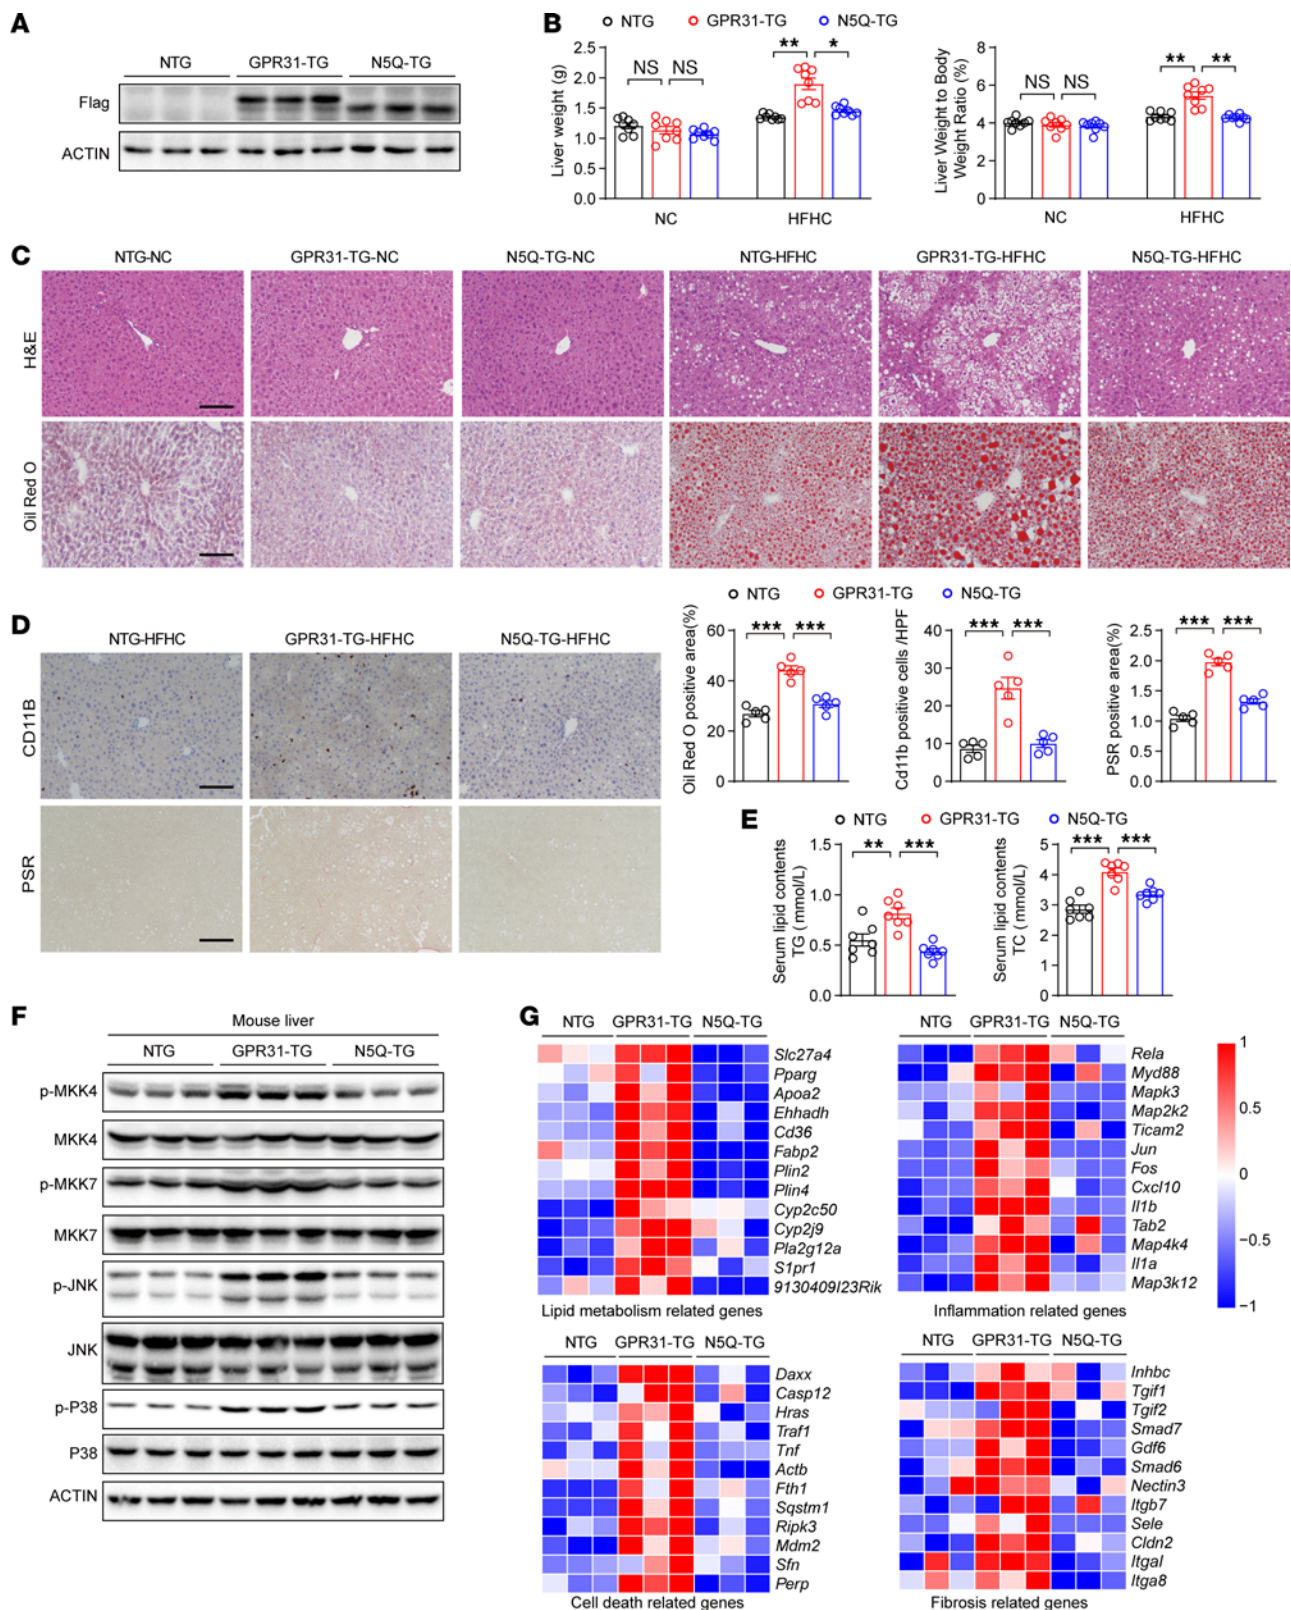 A
NTG GPR31-TG N5Q-TG
Flag
ACTIN
B
NTG GPR31-TG N5Q-TG
Liver weight (g)
2.5
2.0
1.5
1.0
0.5
0.0
NS NS ** *
NC HFHC
Liver Weight to Body
Weight Ratio (%)
8
6
4
2
0
NS NS ** **
NC HFHC
C
NTG-NC GPR31-TG-NC N5Q-TG-NC NTG-HFHC GPR31-TG-HFHC N5Q-TG-HFHC
H&E
Oil Red O
D
NTG-HFHC GPR31-TG-HFHC N5Q-TG-HFHC
CD11B
PSR
NTG GPR31-TG N5Q-TG
Oil Red O positive area(%)
60
40
20
0
*** ***
Cd11b positive cells /HPF
40
30
20
10
0
*** ***
PSR positive area(%)
2.5
2.0
1.5
1.0
0.5
0.0
*** ***
E
NTG GPR31-TG N5Q-TG
Serum lipid contents
TG ( mmol/L)
1.5
1.0
0.5
0.0
** ***
Serum lipid contents
TC ( mmol/L)
5
4
3
2
1
0
*** ***
F
Mouse liver
NTG GPR31-TG N5Q-TG
p-MKK4
MKK4
p-MKK7
MKK7
p-JNK
JNK
p-P38
P38
ACTIN
G
NTG GPR31-TG N5Q-TG
Slc27a4
Pparg
Apoa2
Ehhadh
Cd36
Fabp2
Plin2
Plin4
Cyp2c50
Cyp2j9
Pla2g12a
S1pr1
9130409I23Rik
Lipid metabolism related genes
NTG GPR31-TG N5Q-TG
Rela
Myd88
Mapk3
Map2k2
Ticam2
Jun
Fos
Cxcl10
Il1b
Tab2
Map4k4
Il1a
Map3k12
Inflammation related genes
1
0.5
0
−0.5
−1
NTG GPR31-TG N5Q-TG
Daxx
Casp12
Hras
Traf1
Tnf
Actb
Fth1
Sqstm1
Ripk3
Mdm2
Sfn
Perp
Cell death related genes
NTG GPR31-TG N5Q-TG
Inhbc
Tgif1
Tgif2
Smad7
Gdf6
Smad6
Nectin3
Itgb7
Sele
Cldn2
Itgal
Itga8
Fibrosis related genes